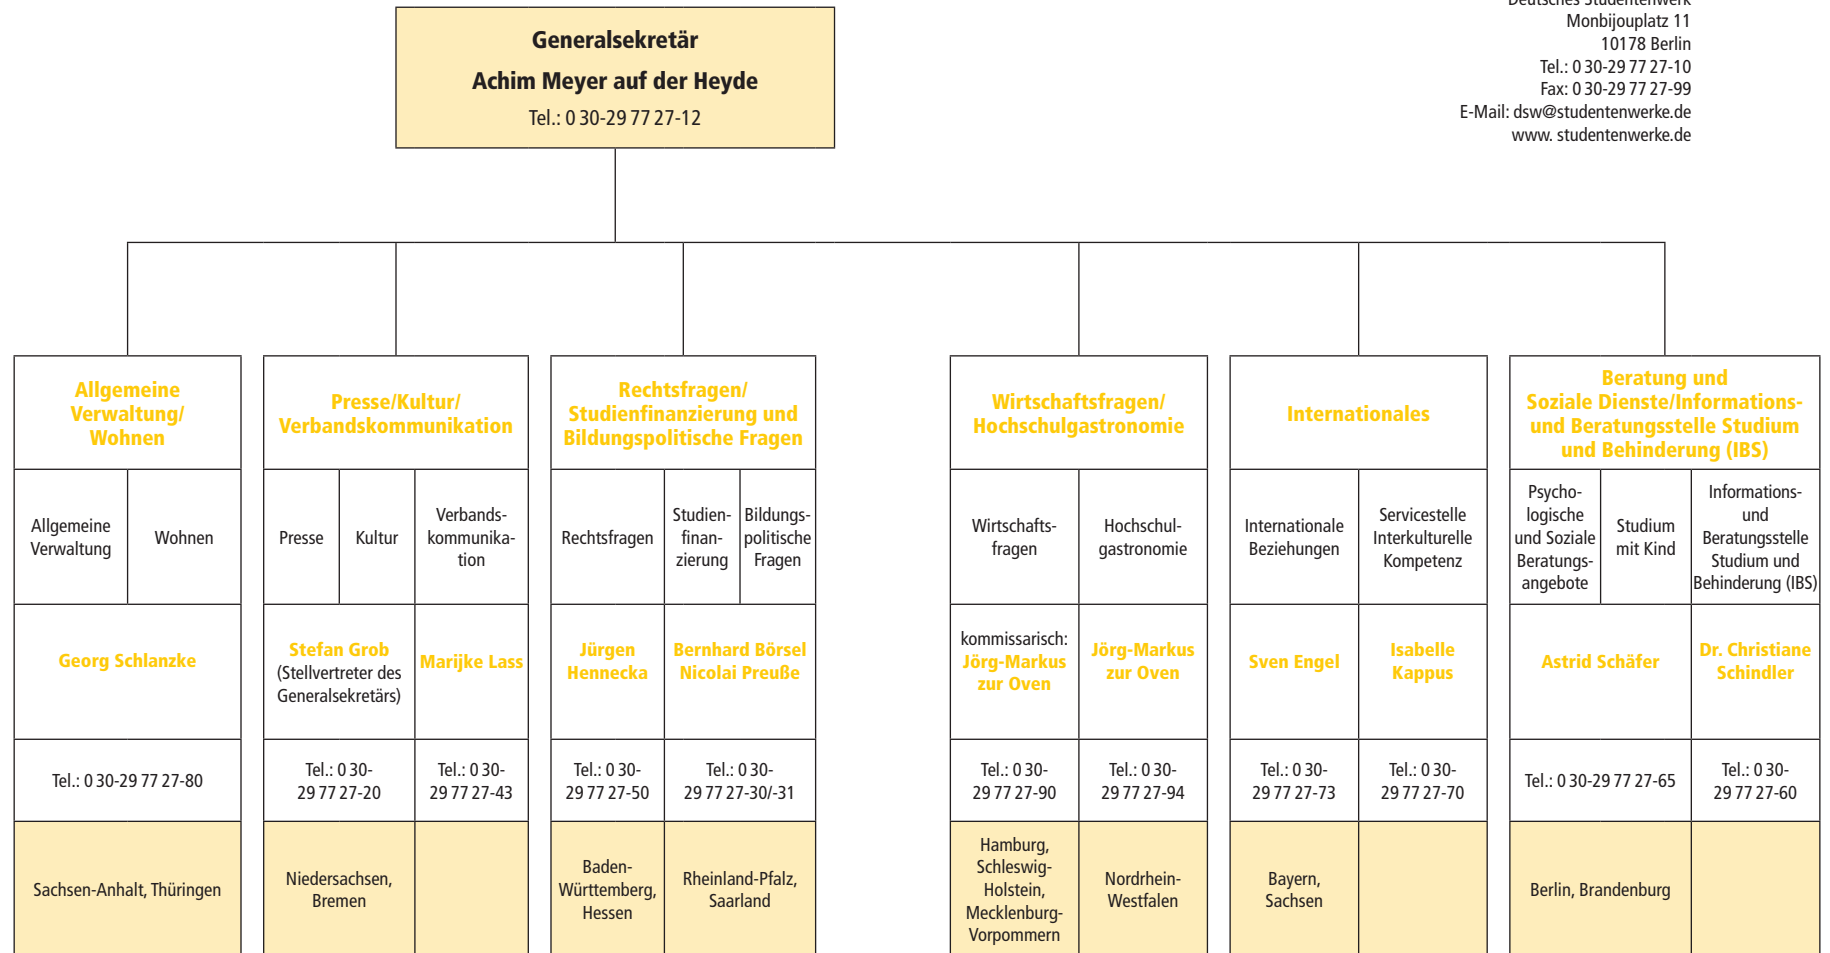 Generalsekretär
Achim Meyer auf der Heyde
Tel.: 0 30-29 77 27-12
Deutsches Studentenwerk
Monbijouplatz 11
10178 Berlin
Tel.: 0 30-29 77 27-10
Fax: 0 30-29 77 27-99
E-Mail: dsw@studentenwerke.de
www. studentenwerke.de
Allgemeine
Verwaltung/
Wohnen
Allgemeine
Verwaltung
Wohnen
Georg Schlanzke
Tel.: 0 30-29 77 27-80
Sachsen-Anhalt, Thüringen
Presse/Kultur/
Verbandskommunikation
Presse
Kultur
Verbands-
kommunika-
tion
Stefan Grob
(Stellvertreter des
Generalsekretärs)
Marijke Lass
Tel.: 0 30-
29 77 27-20
Tel.: 0 30-
29 77 27-43
Niedersachsen,
Bremen
Rechtsfragen/
Studienfinanzierung und
Bildungspolitische Fragen
Rechtsfragen
Studien-
finan-
zierung
Bildungs-
politische
Fragen
Jürgen
Hennecka
Bernhard Börsel
Nicolai Preuße
Tel.: 0 30-
29 77 27-50
Tel.: 0 30-
29 77 27-30/-31
Baden-
Württemberg,
Hessen
Rheinland-Pfalz,
Saarland
Wirtschaftsfragen/
Hochschulgastronomie
Wirtschafts-
fragen
Hochschul-
gastronomie
kommissarisch:
Jörg-Markus
zur Oven
Jörg-Markus
zur Oven
Tel.: 0 30-
29 77 27-90
Tel.: 0 30-
29 77 27-94
Hamburg,
Schleswig-
Holstein,
Mecklenburg-
Vorpommern
Nordrhein-
Westfalen
Internationales
Internationale
Beziehungen
Servicestelle
Interkulturelle
Kompetenz
Sven Engel
Isabelle
Kappus
Tel.: 0 30-
29 77 27-73
Tel.: 0 30-
29 77 27-70
Bayern,
Sachsen
Beratung und
Soziale Dienste/Informations-
und Beratungsstelle Studium
und Behinderung (IBS)
Psycho-
logische
und Soziale
Beratungs-
angebote
Studium
mit Kind
Informations-
und
Beratungsstelle
Studium und
Behinderung (IBS)
Astrid Schäfer
Dr. Christiane
Schindler
Tel.: 0 30-29 77 27-65
Tel.: 0 30-
29 77 27-60
Berlin, Brandenburg